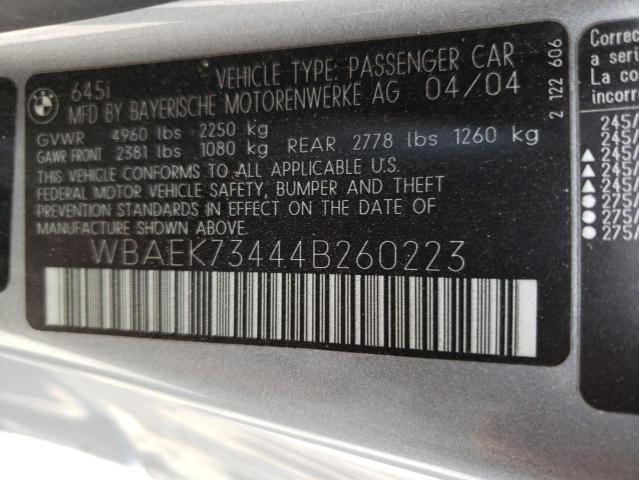 BMW
645i VEHICLE TYPE: PASSENGER CAR
MFD BY BAYERISCHE MOTORENWERKE AG 04/04
GVWR 4960 lbs 2250 kg
GAWR FRONT 2381 lbs 1080 kg REAR 2778 lbs 1260 kg
THIS VEHICLE CONFORMS TO ALL APPLICABLE U.S.
FEDERAL MOTOR VEHICLE SAFETY, BUMPER AND THEFT
PREVENTION STANDARDS IN EFFECT ON THE DATE OF
MANUFACTURE SHOWN ABOVE.
WBAEK73444B260223
2 122 606
Correc
a seri
La co
incorre
245/
245/
245/
245/
245/
275/
275/
275/